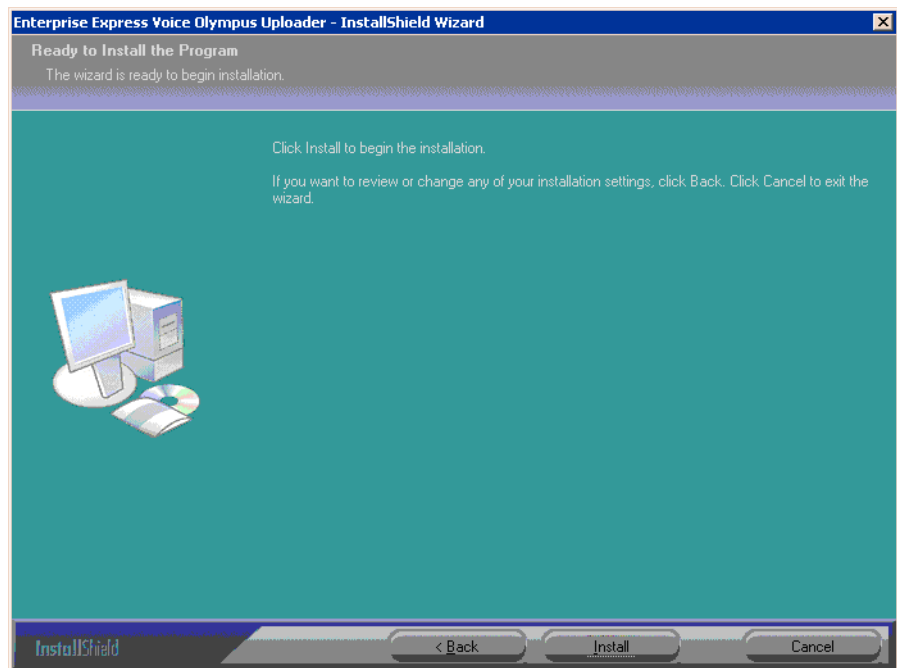 Enterprise Express Voice Olympus Uploader - InstallShield Wizard
Ready to Install the Program
The wizard is ready to begin installation.
Click Install to begin the installation.
If you want to review or change any of your installation settings, click Back. Click Cancel to exit the
wizard.
InstallShield
< Back
Install
Cancel